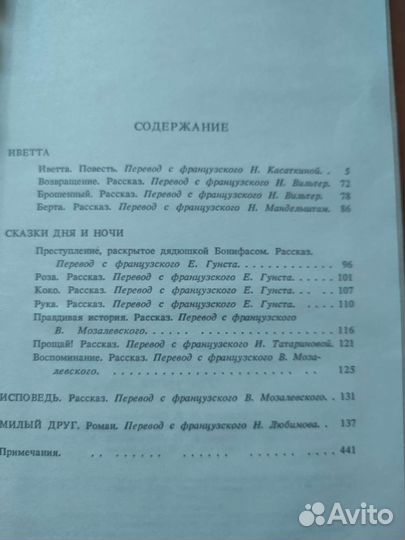 СОДЕРЖАНИЕ
ИВЕТТА
Иветта. Повесть. Перевод с французского Н. Касаткиной. . 5
Возвращение. Рассказ. Перевод с французского Н. Вильтер. 72
Брошенный. Рассказ. Перевод с французского Н. Вильтер. 78
Берта. Рассказ. Перевод с французского И. Мандельштам. 86
СКАЗКИ ДНЯ И НОЧИ
Преступление, раскрытое дядюшкой Бонифасом. Рассказ.
Перевод с французского Е. Гунста. . . . . . . . . . . . . 96
Роза. Рассказ. Перевод с французского Е. Гунста. . . . . 101
Коко. Рассказ. Перевод с французского Е. Гунста. . . . . 107
Рука. Рассказ. Перевод с французского Е. Гунста. . . . . 110
Правдивая история. Рассказ. Перевод с французского
В. Мозалевского. . . . . . . . . . . . . . . . . 116
Прощай! Рассказ. Перевод с французского И. Татариновой. 121
Воспоминание. Рассказ. Перевод с французского В. Моза-
левского. . . . . . . . . . . . . . . . . . 125
ИСПОВЕДЬ. Рассказ. Перевод с французского В. Мозалевского. . 131
МИЛЫЙ ДРУГ. Роман. Перевод с французского Н. Любимова. . 137
Примечания. . . . . . . . . . . . . . . . . . 441
Avito